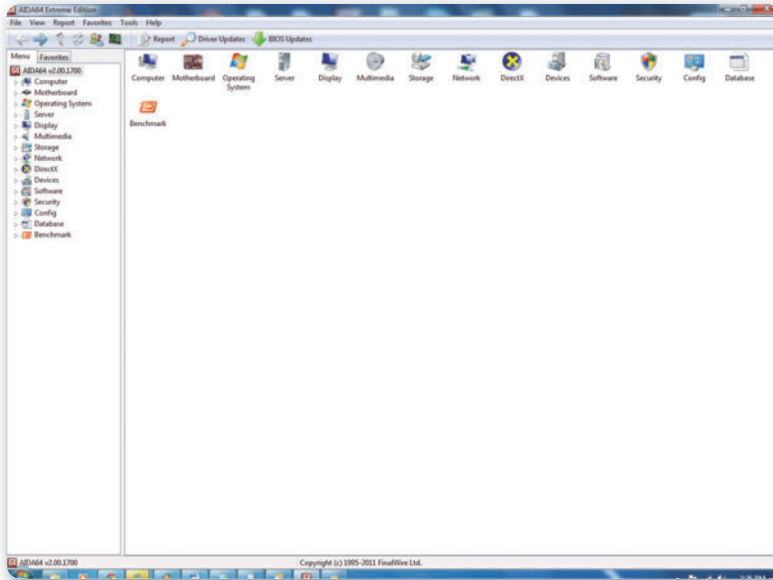 AIDA64 Extreme Edition
File View Report Favorites Tools Help
Report Driver Updates BIOS Updates
Menu Favorites
AIDA64 v2.00.1700
Computer
Motherboard
Operating System
Server
Display
Multimedia
Storage
Network
DirectX
Devices
Software
Security
Config
Database
Benchmark
Computer Motherboard Operating System Server Display Multimedia Storage Network DirectX Devices Software Security Config Database
Benchmark
AIDA64 v2.00.1700 Copyright (c) 1995-2011 FinalWire Ltd.